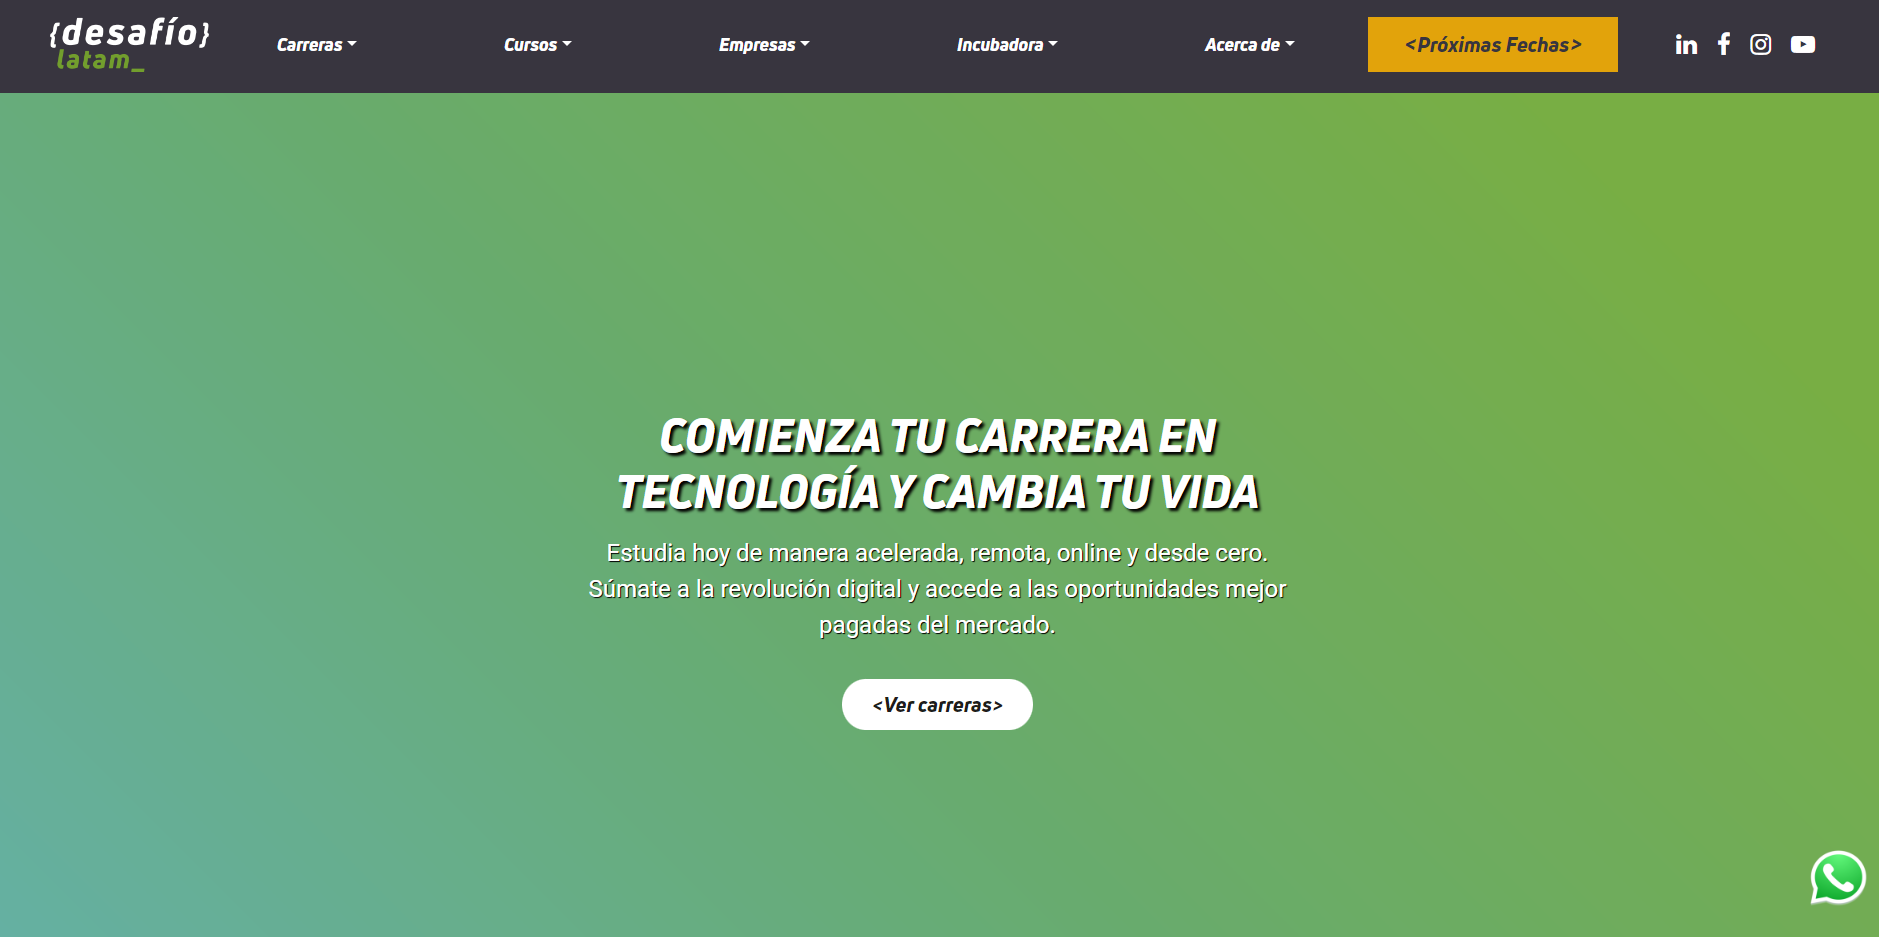 {desafío}
latam_
Carreras
Cursos
Empresas
Incubadora
Acerca de
<Próximas Fechas>
COMIENZA TU CARRERA EN
TECNOLOGÍA Y CAMBIA TU VIDA
Estudia hoy de manera acelerada, remota, online y desde cero.
Súmate a la revolución digital y accede a las oportunidades mejor
pagadas del mercado.
<Ver carreras>